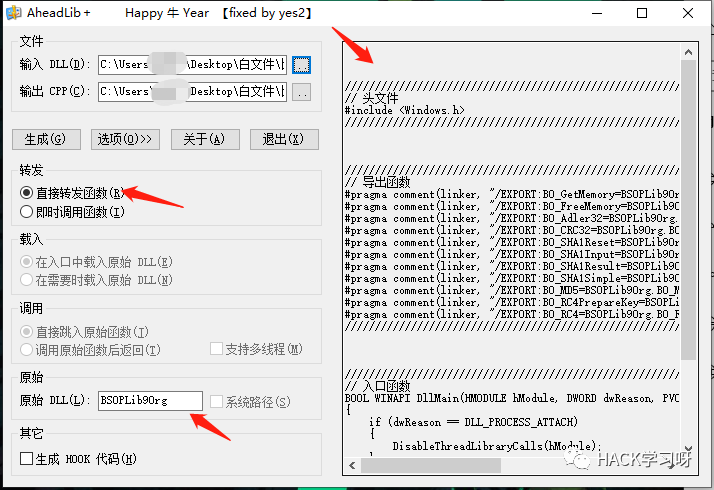 AheadLib+ Happy 牛 Year 【fixed by yes2】
文件
输入 DLL(D): C:\Users \Desktop\白文件\ ..
输出 CPP(C): C:\Users \Desktop\白文件\ ..
生成(G) 选项(O)>> 关于(A) 退出(X)
转发
直接转发函数(R)
即时调用函数(I)
载入
在入口中载入原始 DLL(E)
在需要时载入原始 DLL(N)
调用
直接跳入原始函数(I)
调用原始函数后返回(T) 支持多线程(M)
原始
原始 DLL(L): BSOPLib9Org 系统路径(S)
其它
生成 HOOK 代码(H)
////////////////////////////////////////////////////////
// 头文件
#include <Windows.h>
////////////////////////////////////////////////////////
////////////////////////////////////////////////////////
// 导出函数
#pragma comment(linker, "/EXPORT:BO_GetMemory=BSOPLib9Or
#pragma comment(linker, "/EXPORT:BO_FreeMemory=BSOPLib9O
#pragma comment(linker, "/EXPORT:BO_Adler32=BSOPLib9Org.
#pragma comment(linker, "/EXPORT:BO_CRC32=BSOPLib9Org.BO
#pragma comment(linker, "/EXPORT:BO_SHA1Reset=BSOPLib9Or
#pragma comment(linker, "/EXPORT:BO_SHA1Input=BSOPLib9Or
#pragma comment(linker, "/EXPORT:BO_SHA1Result=BSOPLib9O
#pragma comment(linker, "/EXPORT:BO_SHA1Simple=BSOPLib9O
#pragma comment(linker, "/EXPORT:BO_MD5=BSOPLib9Org.BO_M
#pragma comment(linker, "/EXPORT:BO_RC4PrepareKey=BSOPLi
#pragma comment(linker, "/EXPORT:BO_RC4=BSOPLib9Org.BO_R
////////////////////////////////////////////////////////
////////////////////////////////////////////////////////
// 入口函数
BOOL WINAPI DllMain(HMODULE hModule, DWORD dwReason, PVO
{
if (dwReason == DLL_PROCESS_ATTACH)
{
DisableThreadLibraryCalls(hModule);
}
HACK学习呀